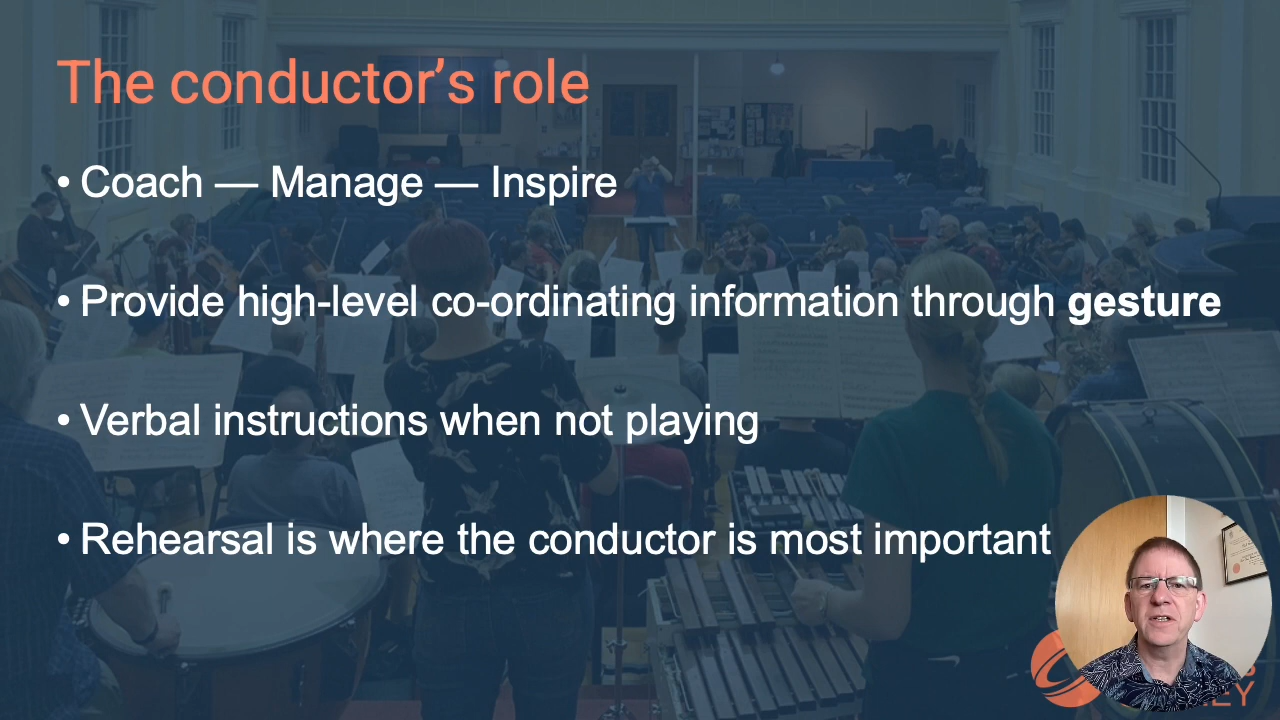 The conductor’s role
• Coach — Manage — Inspire
• Provide high-level co-ordinating information through gesture
• Verbal instructions when not playing
• Rehearsal is where the conductor is most important